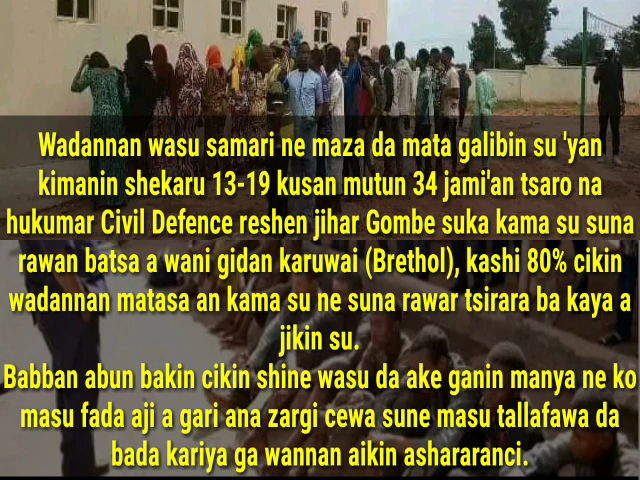 Wadannan wasu samari ne maza da mata galibin su 'yan
kimanin shekaru 13-19 kusan mutun 34 jami'an tsaro na
hukumar Civil Defence reshen jihar Gombe suka kama su suna
rawan batsa a wani gidan karuwai (Brethol), kashi 80% cikin
wadannan matasa an kama su ne suna rawar tsirara ba kaya a
jikin su.
Babban abun bakin cikin shine wasu da ake ganin manya ne ko
masu fada aji a gari ana zargi cewa sune masu tallafawa da
bada kariya ga wannan aikin ashararanci.